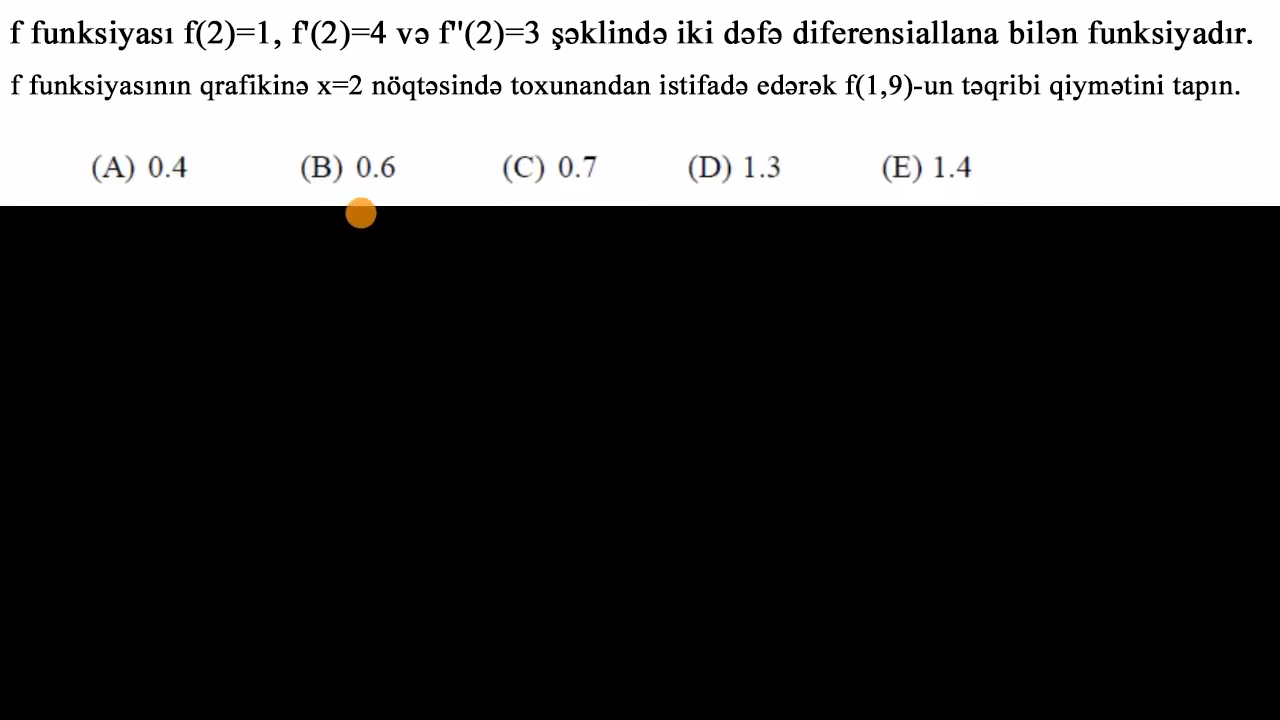 f funksiyası f(2)=1, f'(2)=4 və f"(2)=3 şəklində iki dəfə diferensiallana bilən funksiyadır.
f funksiyasının qrafikinə x=2 nöqtəsində toxunandan istifadə edərək f(1,9)-un təqribi qiymətini tapın.
(A) 0.4 (B) 0.6 (C) 0.7 (D) 1.3 (E) 1.4